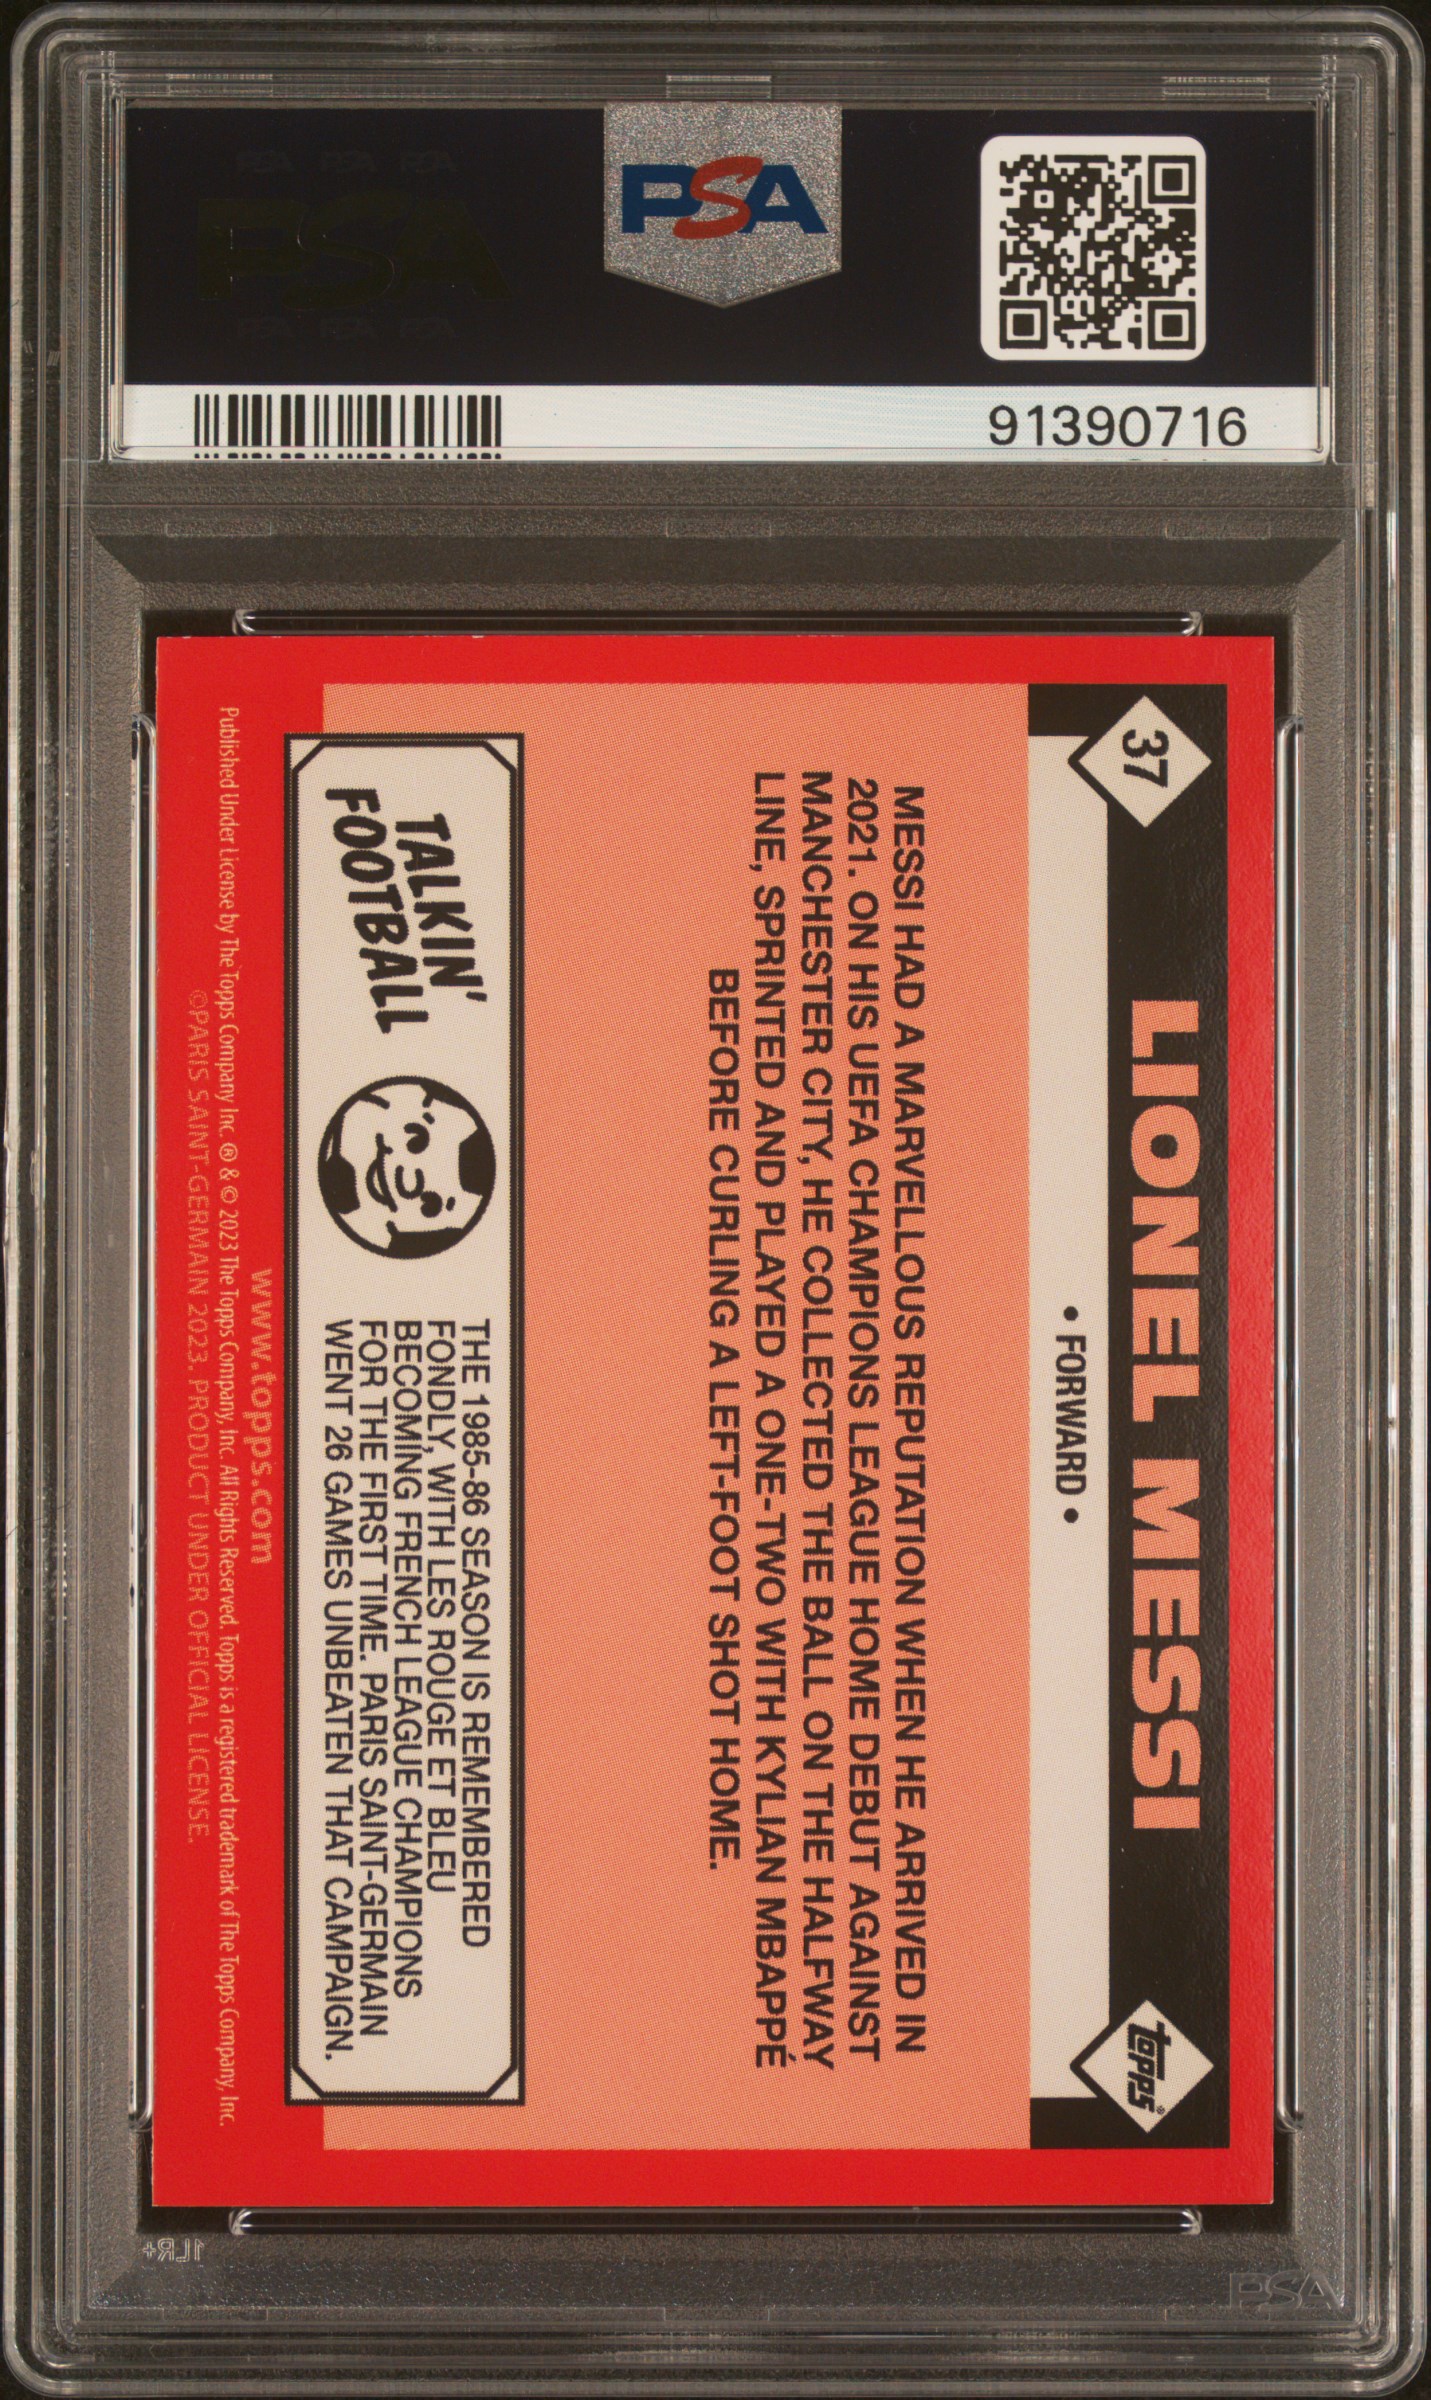 PSA
91390716
37
LIONEL MESSI
topps®
• FORWARD •
MESSI HAD A MARVELLOUS REPUTATION WHEN HE ARRIVED IN
2021. ON HIS UEFA CHAMPIONS LEAGUE HOME DEBUT AGAINST
MANCHESTER CITY, HE COLLECTED THE BALL ON THE HALFWAY
LINE, SPRINTED AND PLAYED A ONE-TWO WITH KYLIAN MBAPPÉ
BEFORE CURLING A LEFT-FOOT SHOT HOME.
TALKIN'
FOOTBALL
THE 1985-86 SEASON IS REMEMBERED
FONDLY, WITH LES ROUGE ET BLEU
BECOMING FRENCH LEAGUE CHAMPIONS
FOR THE FIRST TIME. PARIS SAINT-GERMAIN
WENT 26 GAMES UNBEATEN THAT CAMPAIGN.
www.topps.com
Published Under License by The Topps Company Inc. ® & © 2023 The Topps Company, Inc. All Rights Reserved. Topps is a registered trademark of The Topps Company, Inc.
©PARIS SAINT-GERMAIN 2023. PRODUCT UNDER OFFICIAL LICENSE.
PSA